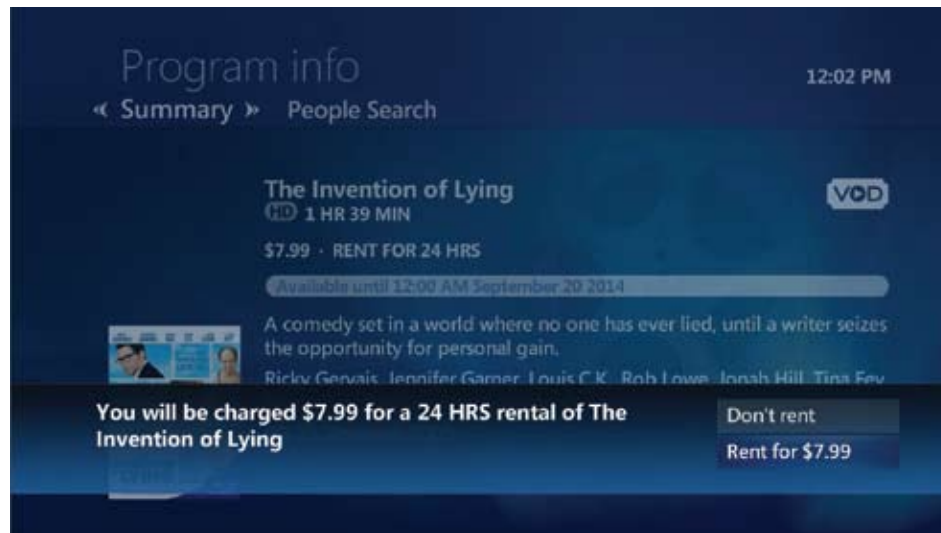 Program info
12:02 PM
« Summary » People Search
The Invention of Lying
VOD
HD 1 HR 39 MIN
$7.99 · RENT FOR 24 HRS
Available until 12:00 AM September 20 2014
A comedy set in a world where no one has ever lied, until a writer seizes
the opportunity for personal gain.
Ricky Gervais, Jennifer Garner, Louis C.K., Rob Lowe, Jonah Hill, Tina Fey
You will be charged $7.99 for a 24 HRS rental of The
Invention of Lying
Don't rent
Rent for $7.99